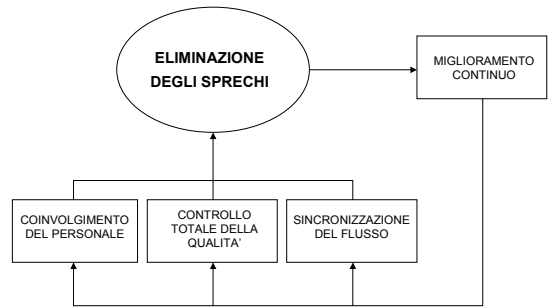 ELIMINAZIONE
DEGLI SPRECHI
MIGLIORAMENTO
CONTINUO
COINVOLGIMENTO
DEL PERSONALE
CONTROLLO
TOTALE DELLA
QUALITA'
SINCRONIZZAZIONE
DEL FLUSSO